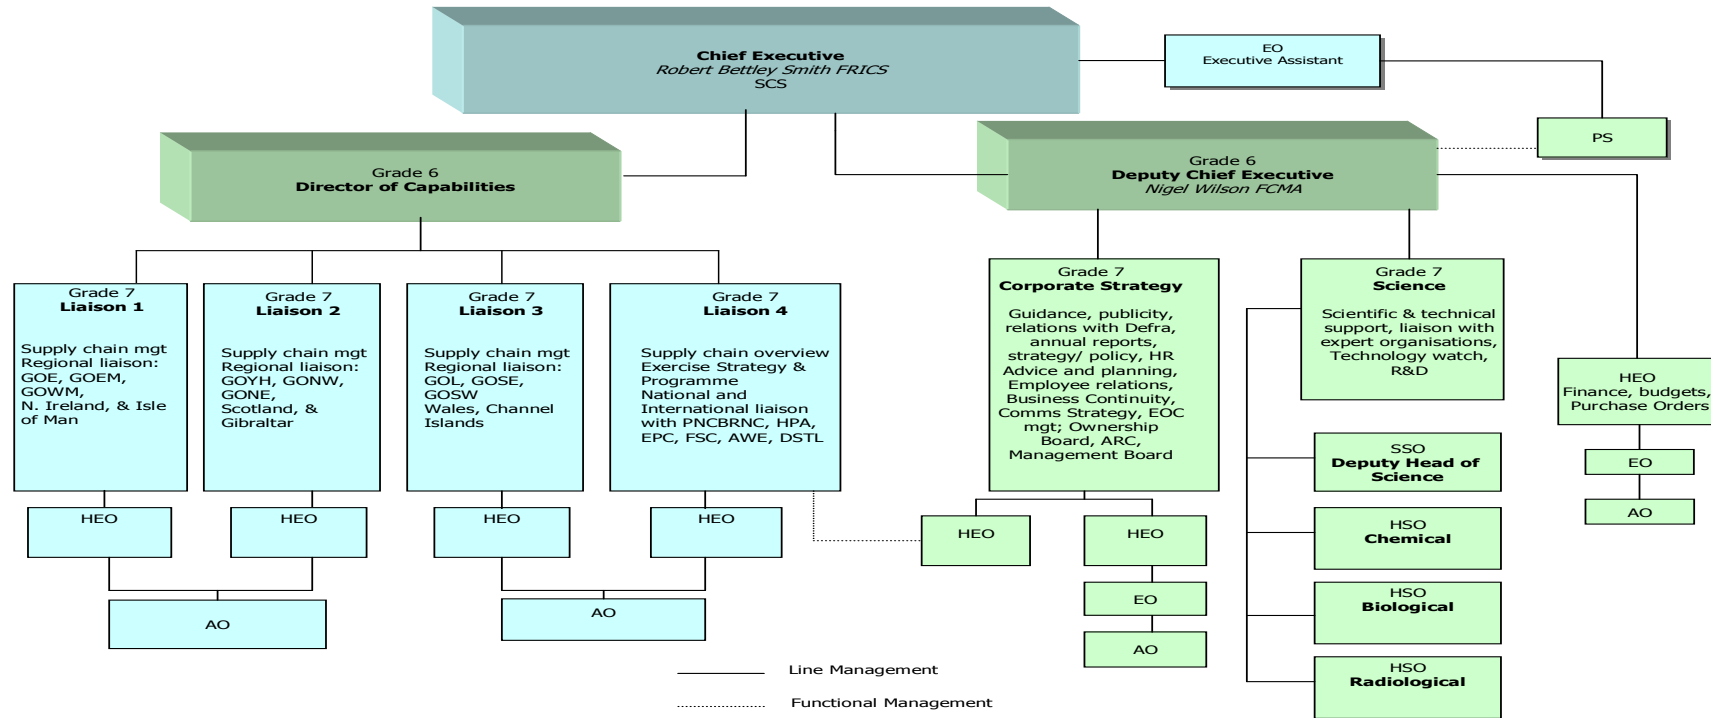 Chief Executive
Robert Bettley Smith FRICS
SCS
EO
Executive Assistant
PS
Grade 6
Director of Capabilities
Grade 6
Deputy Chief Executive
Nigel Wilson FCMA
Grade 7
Liaison 1
Supply chain mgt
Regional liaison:
GOE, GOEM,
GOWM,
N. Ireland, & Isle
of Man
Grade 7
Liaison 2
Supply chain mgt
Regional liaison:
GOYH, GONW,
GONE,
Scotland, &
Gibraltar
Grade 7
Liaison 3
Supply chain mgt
Regional liaison:
GOL, GOSE,
GOSW
Wales, Channel
Islands
Grade 7
Liaison 4
Supply chain overview
Exercise Strategy &
Programme
National and
International liaison
with PNCBRNC, HPA,
EPC, FSC, AWE, DSTL
Grade 7
Corporate Strategy
Guidance, publicity,
relations with Defra,
annual reports,
strategy/ policy, HR
Advice and planning,
Employee relations,
Business Continuity,
Comms Strategy, EOC
mgt; Ownership
Board, ARC,
Management Board
Grade 7
Science
Scientific & technical
support, liaison with
expert organisations,
Technology watch,
R&D
HEO
Finance, budgets,
Purchase Orders
EO
AO
SSO
Deputy Head of
Science
HSO
Chemical
HSO
Biological
HSO
Radiological
HEO
HEO
HEO
HEO
HEO
HEO
EO
AO
AO
AO
Line Management
Functional Management